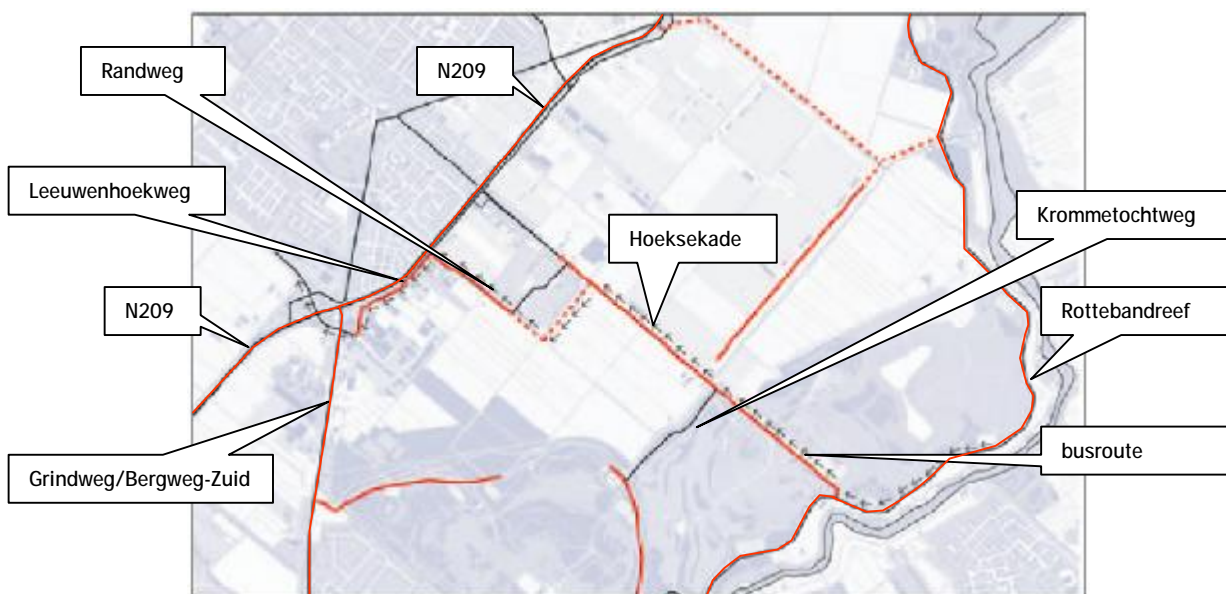 Randweg
N209
Leeuwenhoekweg
Krommetochtweg
Hoeksekade
N209
Rottebandreef
Grindweg/Bergweg-Zuid
busroute